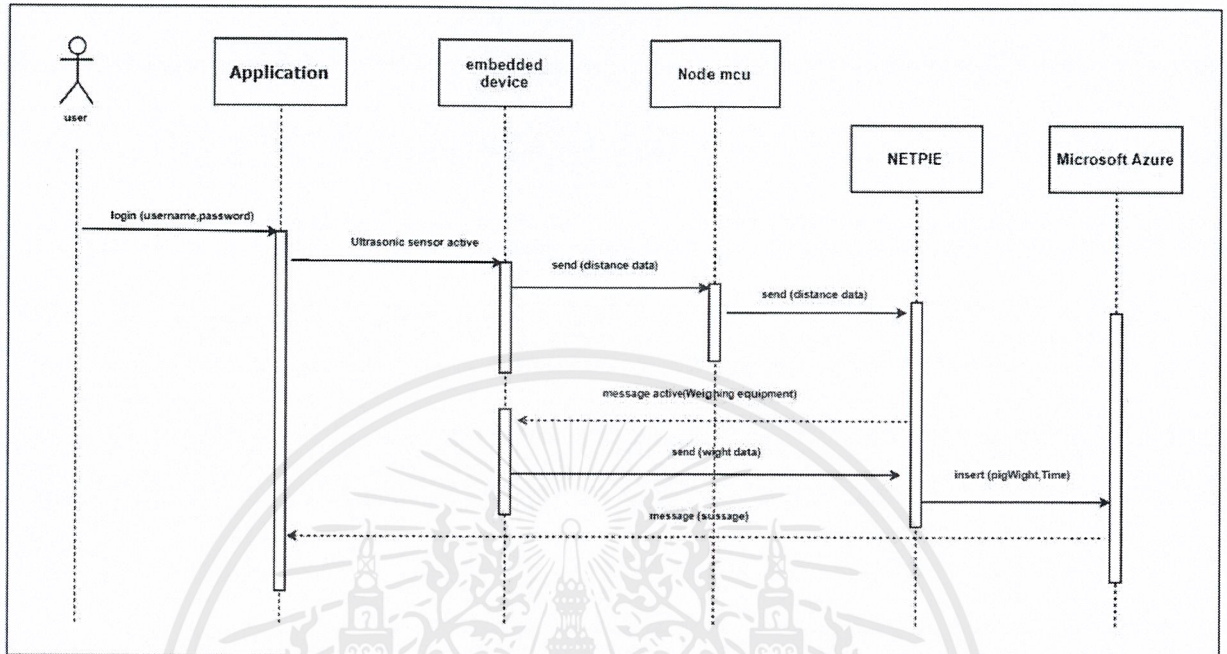 user
Application
embedded
device
Node mcu
NETPIE
Microsoft Azure
login (username,password)
Ultrasonic sensor active
send (distance data)
send (distance data)
message active(Weighing equipment)
send (wight data)
insert (pigWight,Time)
message (sussage)